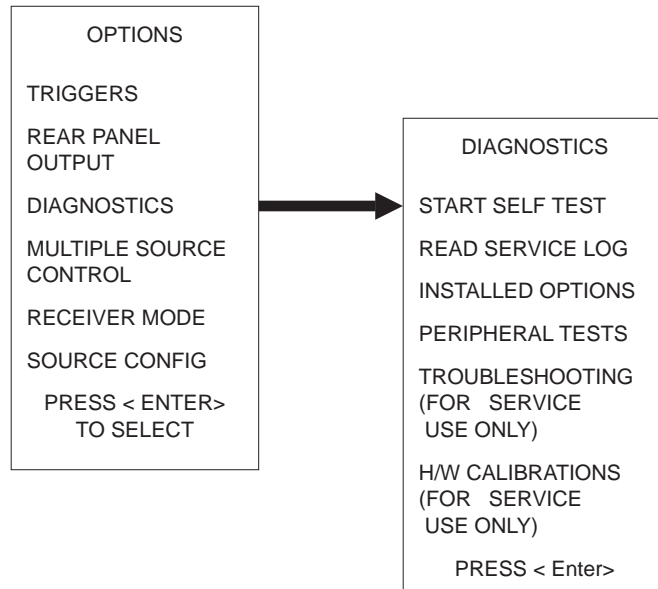 OPTIONS
TRIGGERS
REAR PANEL
OUTPUT
DIAGNOSTICS
MULTIPLE SOURCE
CONTROL
RECEIVER MODE
SOURCE CONFIG
PRESS < ENTER>
TO SELECT
DIAGNOSTICS
START SELF TEST
READ SERVICE LOG
INSTALLED OPTIONS
PERIPHERAL TESTS
TROUBLESHOOTING
(FOR SERVICE
USE ONLY)
H/W CALIBRATIONS
(FOR SERVICE
USE ONLY)
PRESS < Enter>